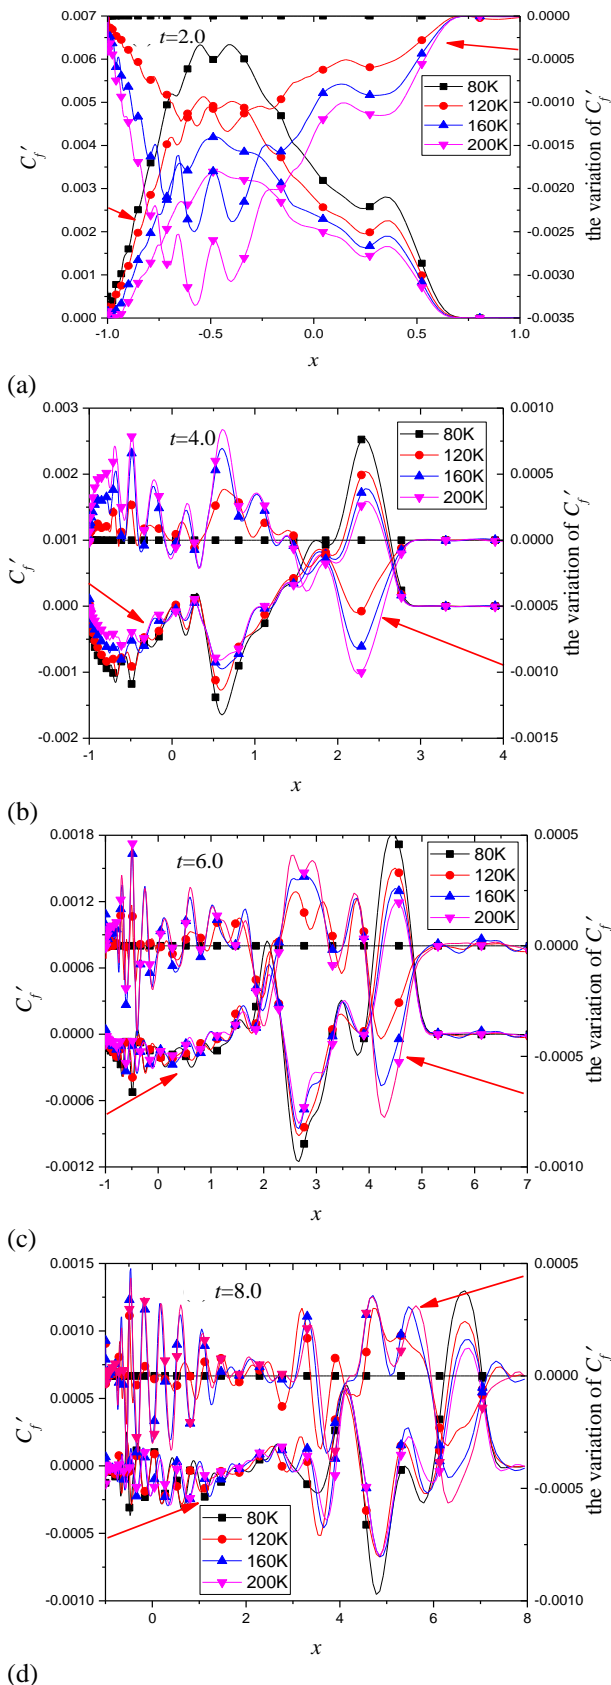 0.007
0.006
0.005
0.004
0.003
0.002
0.001
0.000
C_f′
t=2.0
80K
120K
160K
200K
0.0000
-0.0005
-0.0010
-0.0015
-0.0020
-0.0025
-0.0030
-0.0035
the variation of C_f′
-1.0 -0.5 0.0 0.5 1.0
x
(a)
0.003
0.002
0.001
0.000
-0.001
-0.002
C_f′
t=4.0
80K
120K
160K
200K
0.0010
0.0005
0.0000
-0.0005
-0.0010
-0.0015
the variation of C_f′
-1 0 1 2 3 4
x
(b)
0.0018
0.0012
0.0006
0.0000
-0.0006
-0.0012
C_f′
t=6.0
80K
120K
160K
200K
0.0005
0.0000
-0.0005
-0.0010
the variation of C_f′
-1 0 1 2 3 4 5 6 7
x
(c)
0.0015
0.0010
0.0005
0.0000
-0.0005
-0.0010
C_f′
t=8.0
80K
120K
160K
200K
0.0005
0.0000
-0.0005
-0.0010
the variation of C_f′
0 2 4 6 8
x
(d)